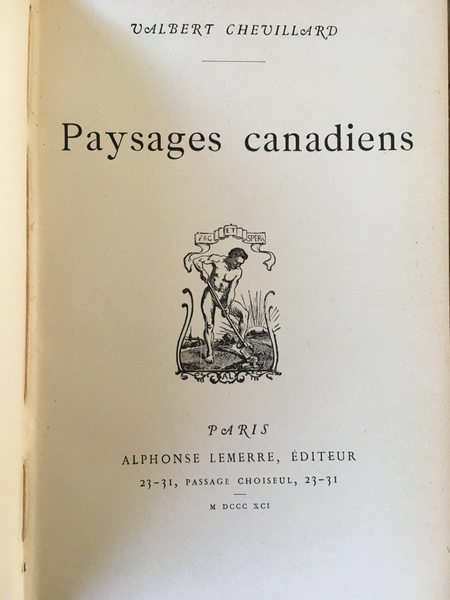 VALBERT CHEVILLARD
Paysages canadiens
FAC ET SPERA
AL
PARIS
ALPHONSE LEMERRE, ÉDITEUR
23-31, PASSAGE CHOISEUL, 23-31
M DCCC XCI